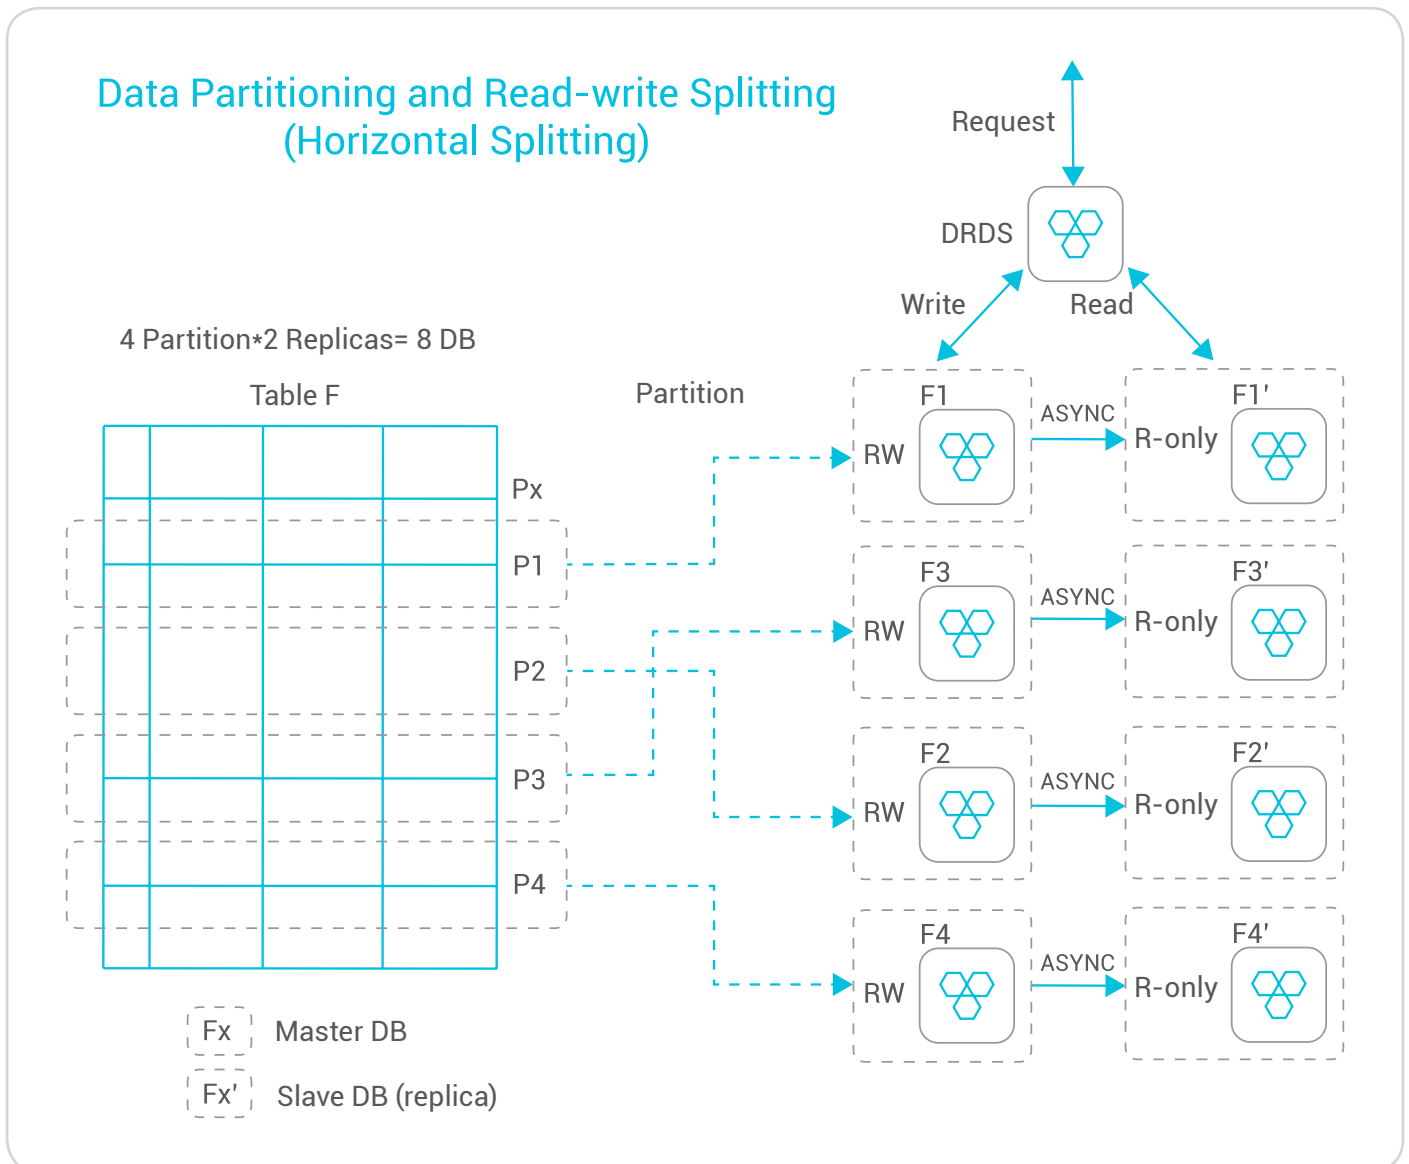 Data Partitioning and Read-write Splitting
(Horizontal Splitting)
Request
DRDS
Write
Read
4 Partition*2 Replicas= 8 DB
Table F
Partition
Px
P1
P2
P3
P4
F1
RW
ASYNC
F1'
R-only
F3
RW
ASYNC
F3'
R-only
F2
RW
ASYNC
F2'
R-only
F4
RW
ASYNC
F4'
R-only
Fx Master DB
Fx' Slave DB (replica)